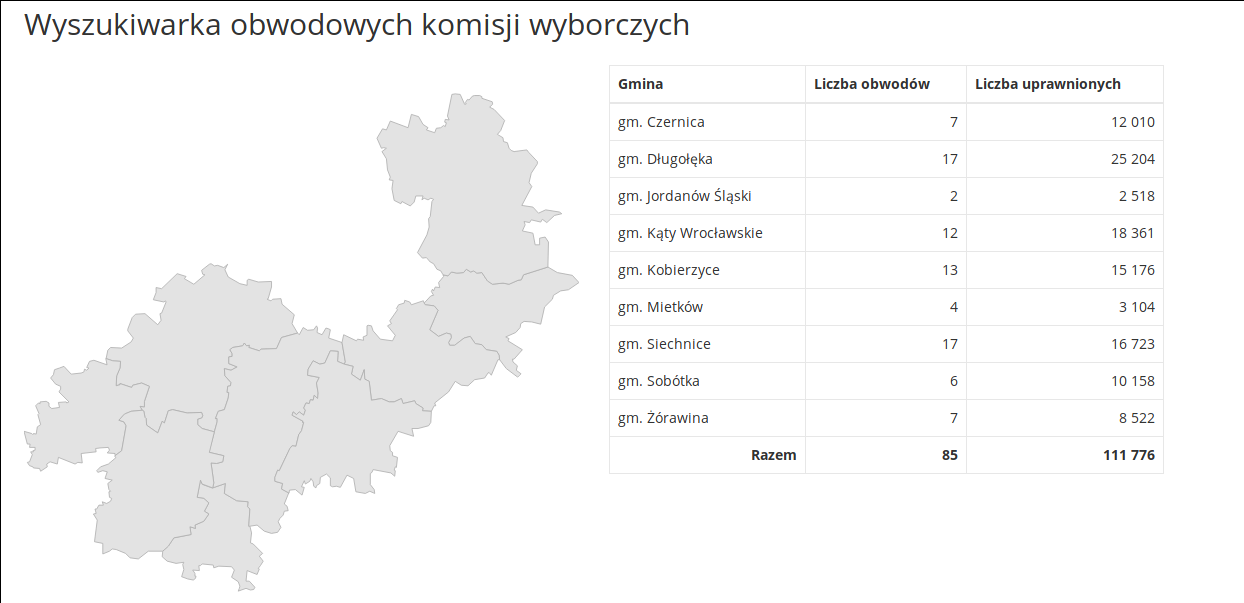 Wyszukiwarka obwodowych komisji wyborczych
Gmina Liczba obwodów Liczba uprawnionych
gm. Czernica 7 12 010
gm. Długołęka 17 25 204
gm. Jordanów Śląski 2 2 518
gm. Kąty Wrocławskie 12 18 361
gm. Kobierzyce 13 15 176
gm. Mietków 4 3 104
gm. Siechnice 17 16 723
gm. Sobótka 6 10 158
gm. Żórawina 7 8 522
Razem 85 111 776